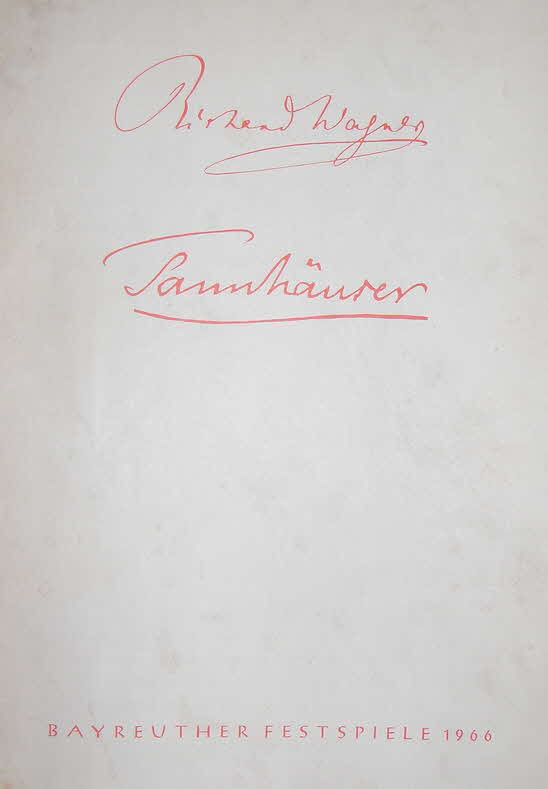 Richard Wagner
Tannhäuser
BAYREUTHER FESTSPIELE 1966